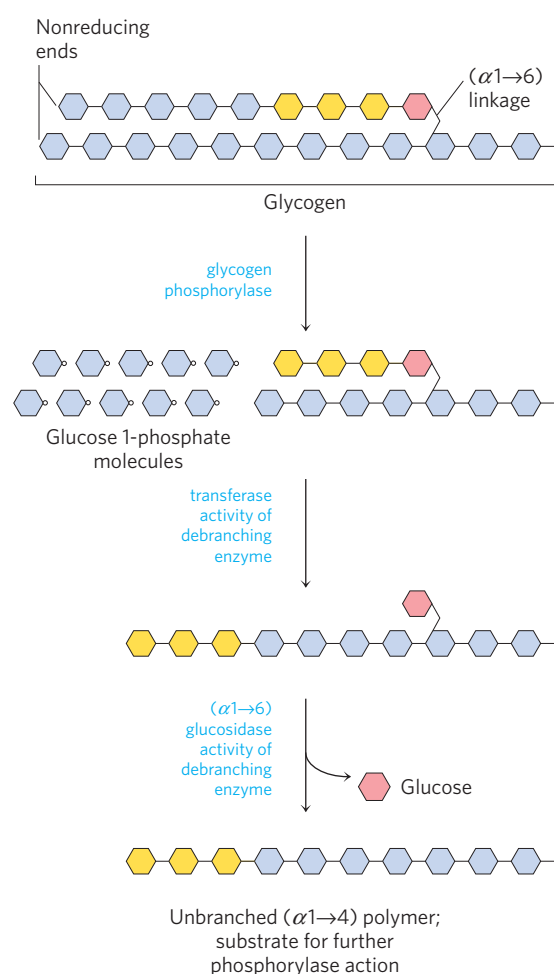 Nonreducing
ends
(α1→6)
linkage
Glycogen
glycogen
phosphorylase
Glucose 1-phosphate
molecules
transferase
activity of
debranching
enzyme
(α1→6)
glucosidase
activity of
debranching
enzyme
Glucose
Unbranched (α1→4) polymer;
substrate for further
phosphorylase action